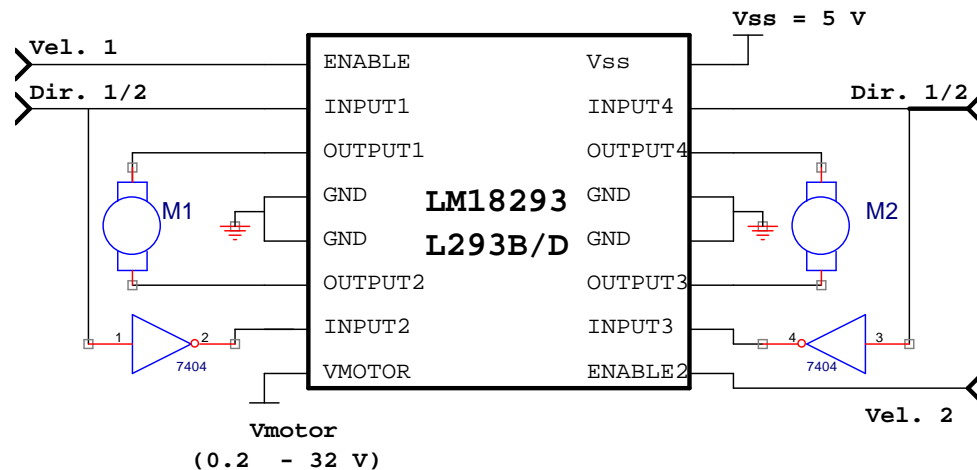 Vss = 5 V
Vel. 1
ENABLE
Vss
Dir. 1/2
INPUT1
INPUT4
Dir. 1/2
OUTPUT1
OUTPUT4
M1
GND
LM18293
GND
M2
GND
L293B/D
GND
OUTPUT2
OUTPUT3
1
2
7404
INPUT2
INPUT3
4
3
7404
VMOTOR
ENABLE2
Vmotor
(0.2 - 32 V)
Vel. 2